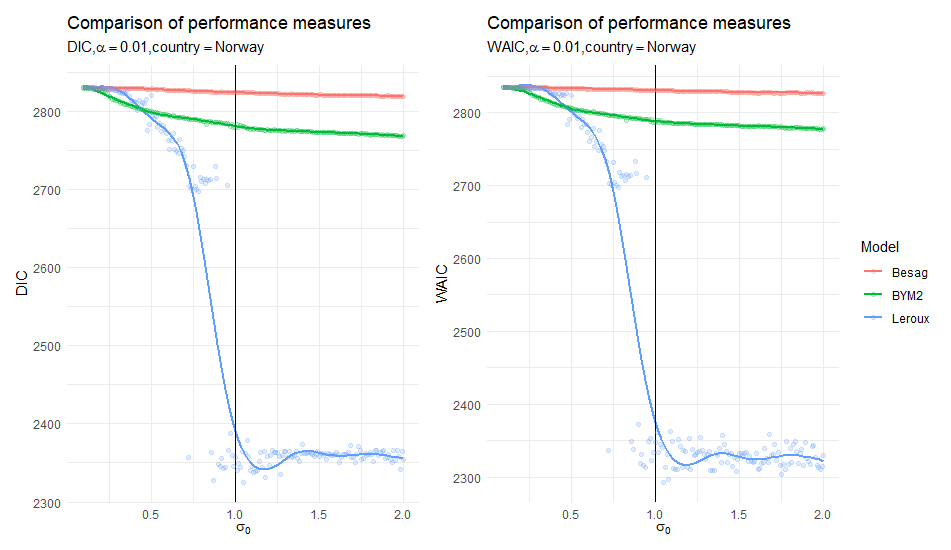 Comparison of performance measures
DIC,α = 0.01,country = Norway
DIC
2800
2700
2600
2500
2400
2300
0.5
1.0
1.5
2.0
σ0
Comparison of performance measures
WAIC,α = 0.01,country = Norway
WAIC
2800
2700
2600
2500
2400
2300
0.5
1.0
1.5
2.0
σ0
Model
Besag
BYM2
Leroux